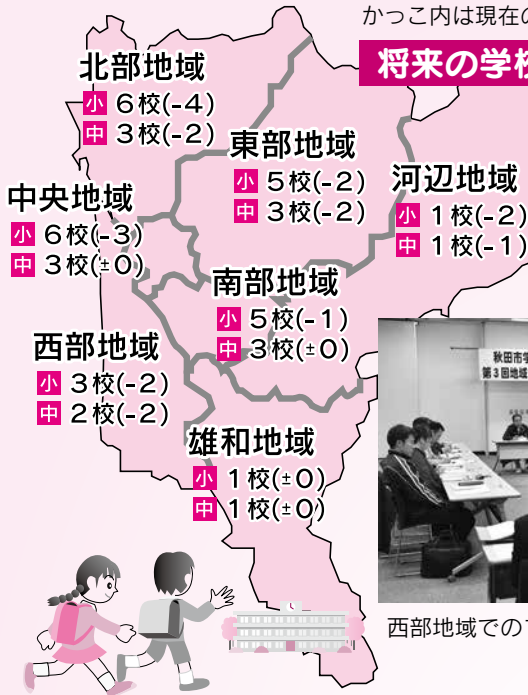 かっこ内は現在の
将来の学校
北部地域
小 6校(-4)
中 3校(-2)
東部地域
小 5校(-2)
中 3校(-2)
河辺地域
小 1校(-2)
中 1校(-1)
中央地域
小 6校(-3)
中 3校(±0)
南部地域
小 5校(-1)
中 3校(±0)
西部地域
小 3校(-2)
中 2校(-2)
雄和地域
小 1校(±0)
中 1校(±0)
秋田市学
第3回地域
西部地域での